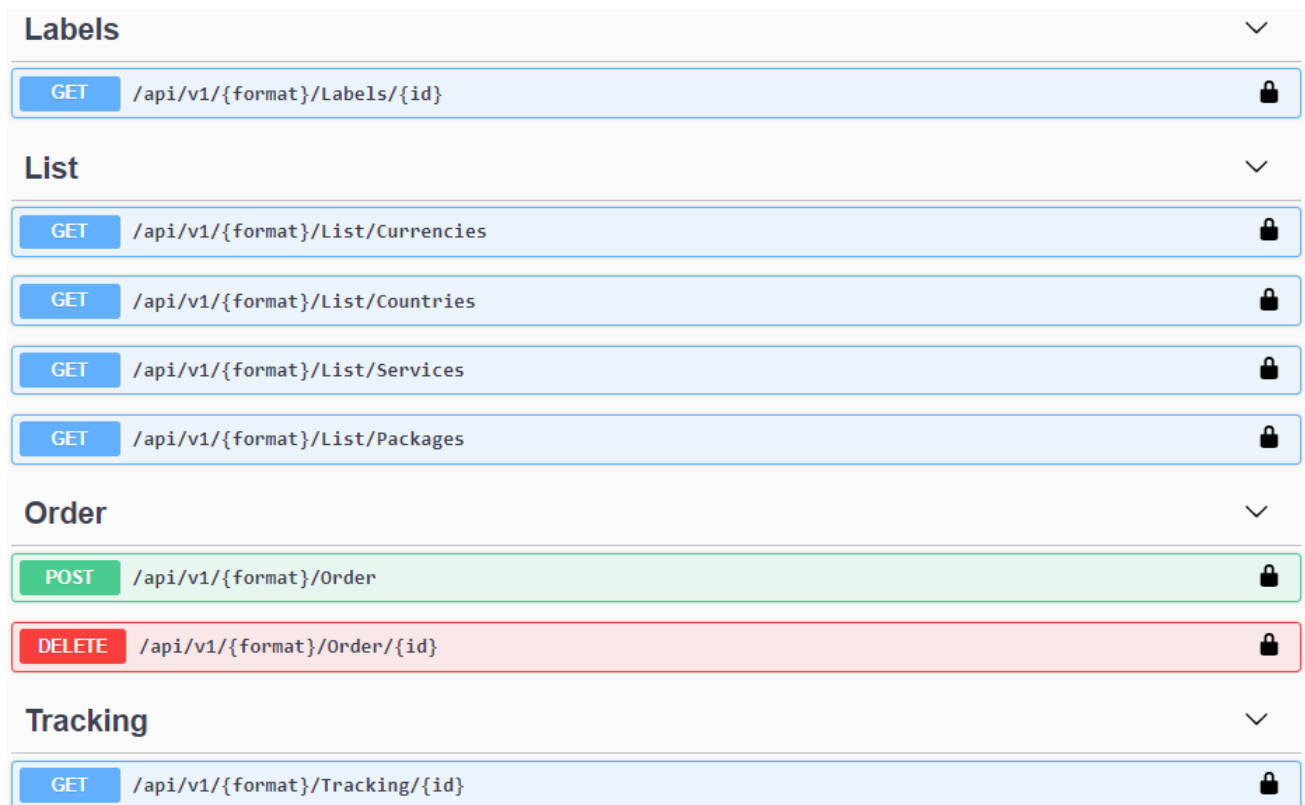 Labels
GET /api/v1/{format}/Labels/{id}
List
GET /api/v1/{format}/List/Currencies
GET /api/v1/{format}/List/Countries
GET /api/v1/{format}/List/Services
GET /api/v1/{format}/List/Packages
Order
POST /api/v1/{format}/Order
DELETE /api/v1/{format}/Order/{id}
Tracking
GET /api/v1/{format}/Tracking/{id}